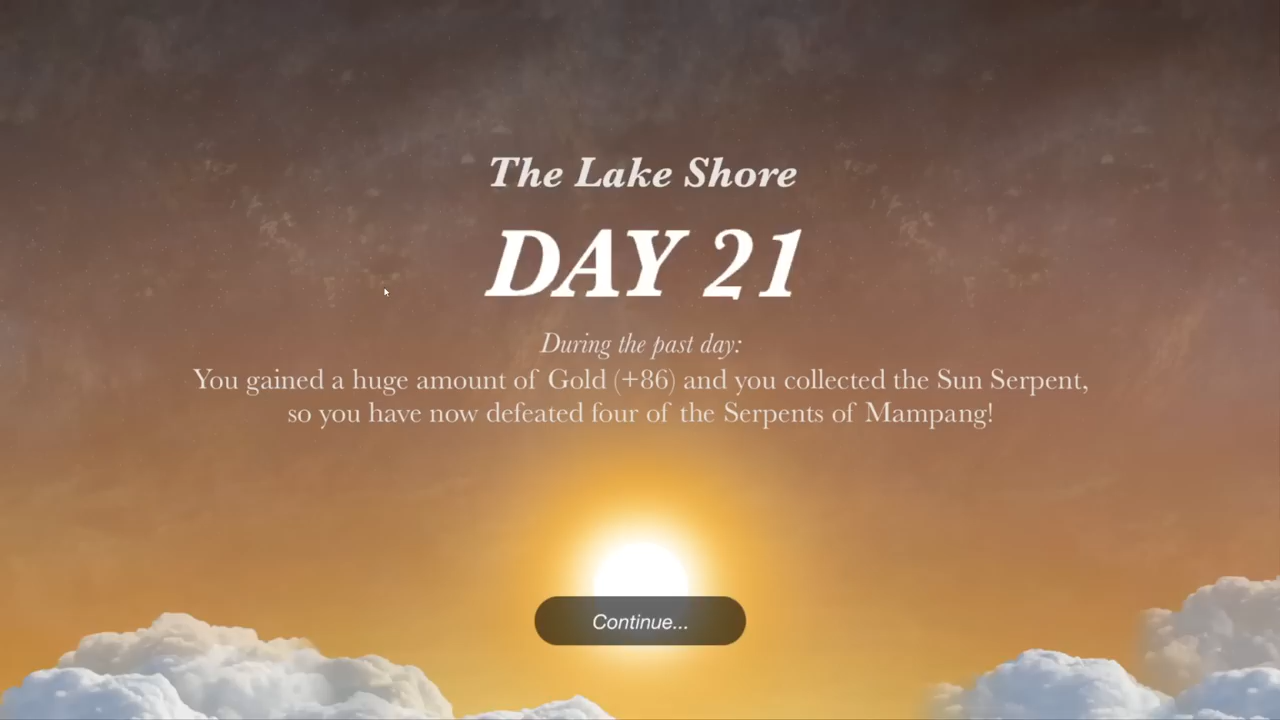 The Lake Shore
DAY 21
During the past day:
You gained a huge amount of Gold (+86) and you collected the Sun Serpent,
so you have now defeated four of the Serpents of Mampang!
Continue...